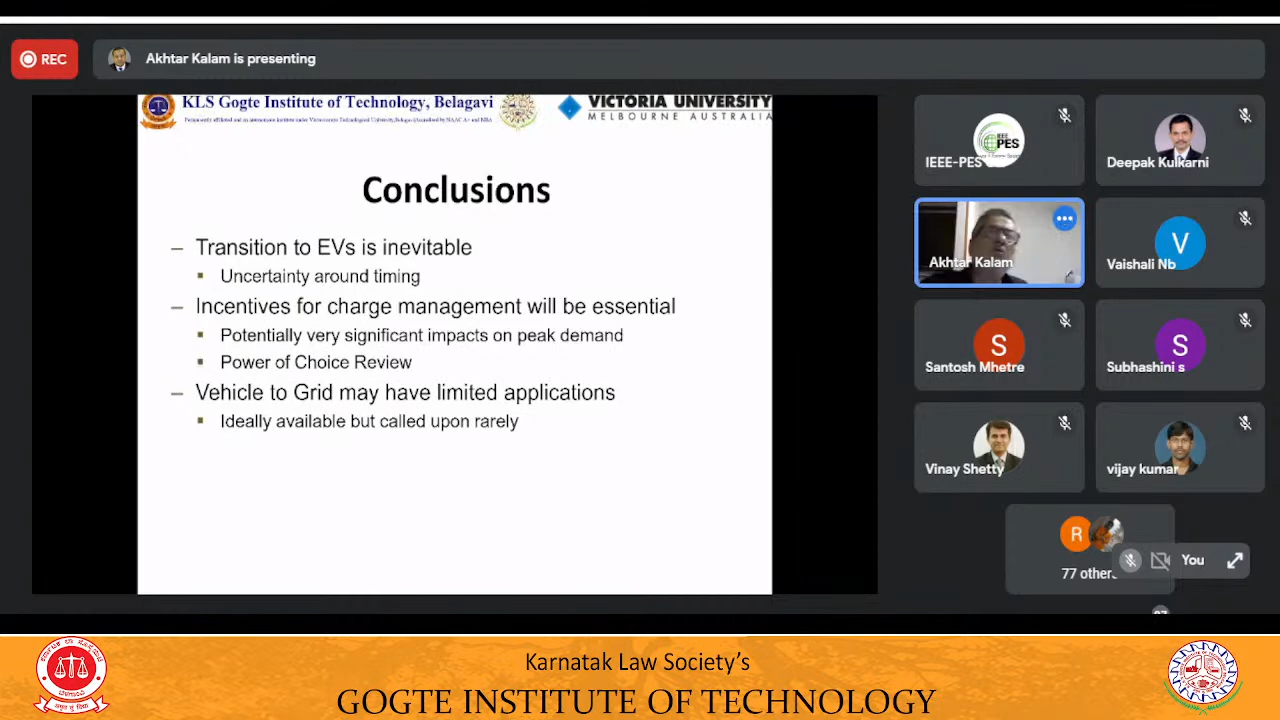 REC
Akhtar Kalam is presenting
KLS Gogte Institute of Technology, Belagavi
VICTORIA UNIVERSITY
MELBOURNE AUSTRALIA
Conclusions
– Transition to EVs is inevitable
▪ Uncertainty around timing
– Incentives for charge management will be essential
▪ Potentially very significant impacts on peak demand
▪ Power of Choice Review
– Vehicle to Grid may have limited applications
▪ Ideally available but called upon rarely
IEEE PES
IEEE-PES
Deepak Kulkarni
Akhtar Kalam
V
Vaishali Nb
S
Santosh Mhetre
S
Subhashini s
Vinay Shetty
vijay kumar
R
77 others
You
Karnatak Law Society's
GOGTE INSTITUTE OF TECHNOLOGY